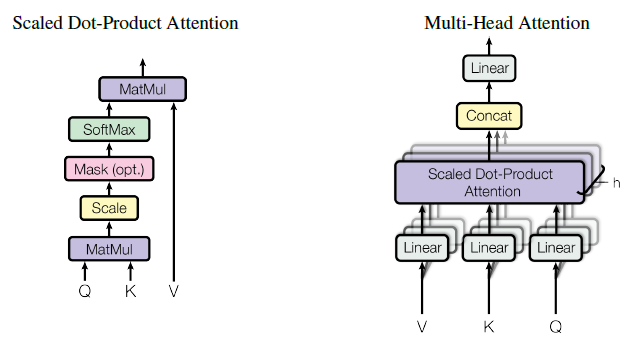 Scaled Dot-Product Attention
MatMul
SoftMax
Mask (opt.)
Scale
MatMul
Q K V
Multi-Head Attention
Linear
Concat
Scaled Dot-Product
Attention
h
Linear Linear Linear
V K Q